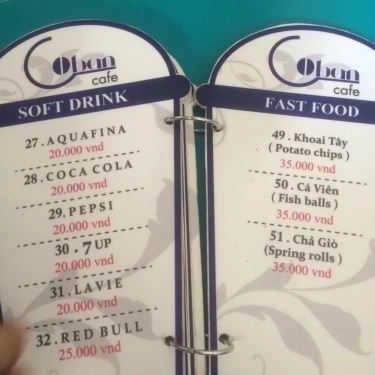 Coban
cafe
SOFT DRINK
27. AQUAFINA
20.000 vnd
28. COCA COLA
20.000 vnd
29. PEPSI
20.000 vnd
30. 7 UP
20.000 vnd
31. LAVIE
20.000 vnd
32. RED BULL
25.000 vnd
Coban
cafe
FAST FOOD
49. Khoai Tây
( Potato chips )
35.000 vnd
50. Cá Viên
( Fish balls )
35.000 vnd
51. Chả Giò
(Spring rolls )
35.000 vnd